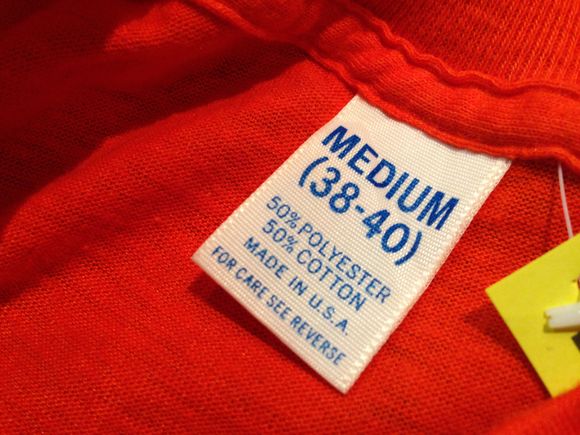 MEDIUM
(38-40)
50% POLYESTER
50% COTTON
MADE IN U.S.A.
FOR CARE SEE REVERSE